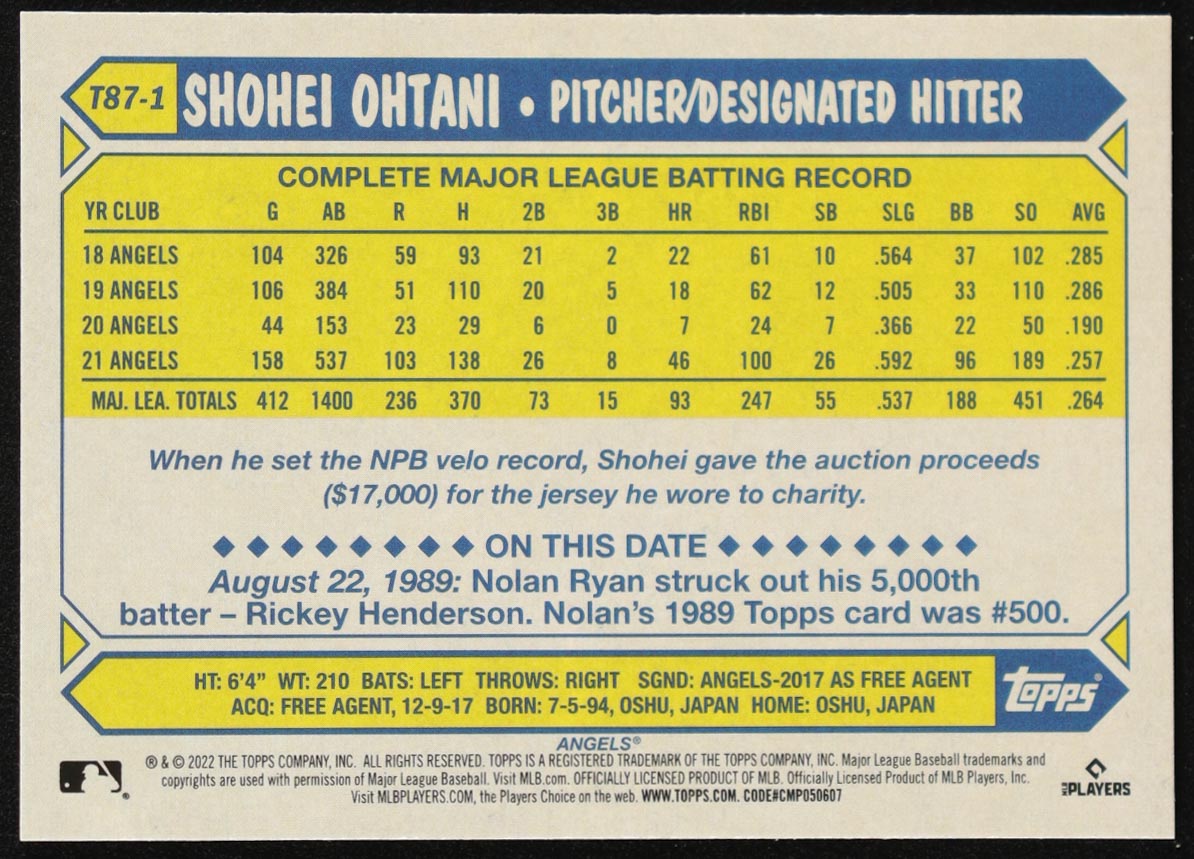 T87-1 SHOHEI OHTANI • PITCHER/DESIGNATED HITTER
COMPLETE MAJOR LEAGUE BATTING RECORD
YR CLUB G AB R H 2B 3B HR RBI SB SLG BB SO AVG
18 ANGELS 104 326 59 93 21 2 22 61 10 .564 37 102 .285
19 ANGELS 106 384 51 110 20 5 18 62 12 .505 33 110 .286
20 ANGELS 44 153 23 29 6 0 7 24 7 .366 22 50 .190
21 ANGELS 158 537 103 138 26 8 46 100 26 .592 96 189 .257
MAJ. LEA. TOTALS 412 1400 236 370 73 15 93 247 55 .537 188 451 .264
When he set the NPB velo record, Shohei gave the auction proceeds
($17,000) for the jersey he wore to charity.
◆ ◆ ◆ ◆ ◆ ◆ ◆ ◆ ON THIS DATE ◆ ◆ ◆ ◆ ◆ ◆ ◆ ◆
August 22, 1989: Nolan Ryan struck out his 5,000th
batter – Rickey Henderson. Nolan's 1989 Topps card was #500.
HT: 6'4" WT: 210 BATS: LEFT THROWS: RIGHT SGND: ANGELS-2017 AS FREE AGENT
ACQ: FREE AGENT, 12-9-17 BORN: 7-5-94, OSHU, JAPAN HOME: OSHU, JAPAN
topps®
ANGELS®
® & © 2022 THE TOPPS COMPANY, INC. ALL RIGHTS RESERVED. TOPPS IS A REGISTERED TRADEMARK OF THE TOPPS COMPANY, INC. Major League Baseball trademarks and
copyrights are used with permission of Major League Baseball. Visit MLB.com. OFFICIALLY LICENSED PRODUCT OF MLB. Officially Licensed Product of MLB Players, Inc.
Visit MLBPLAYERS.COM, the Players Choice on the web. WWW.TOPPS.COM. CODE#CMP050607
®
MLB PLAYERS